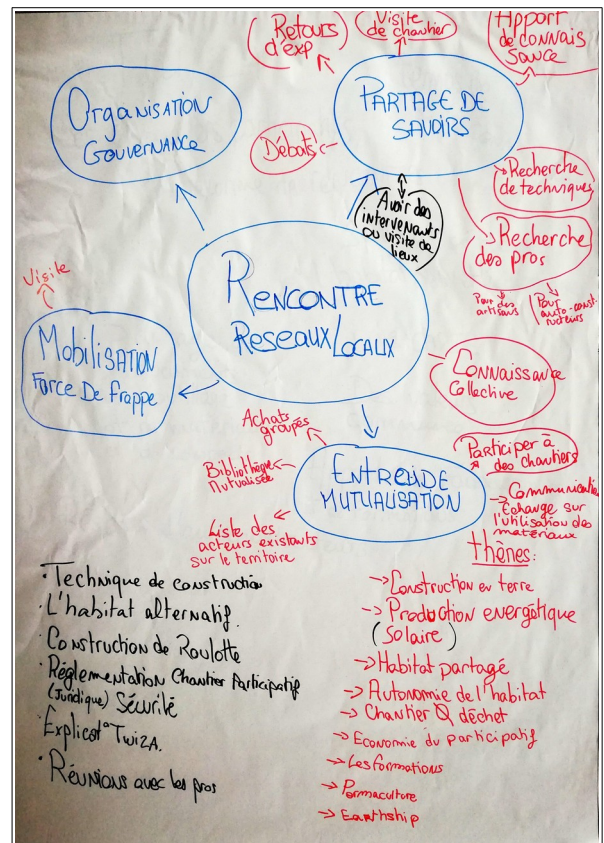 Retours
d'exp
Visite
de chantier
Apport
de connais
sance
Organisation
Gouvernance
PARTAGE DE
SAVOIRS
Débats
Avoir des
intervenants
ou visite de
lieux
Recherche
de techniques
Recherche
des pros
Pour des
artisans
Pour
auto-const
ructeurs
RENCONTRE
RESEAUX/LOCAUX
Visite
Mobilisation
Force De frappe
Connaissance
Collective
Achats
groupés
Bibliothèque
Mutualisée
Liste des
acteurs existants
sur le territoire
ENTRAIDE
MUTUALISATION
Participer à
des chantiers
Communication
Echange sur
l'utilisation des
matériaux
• Technique de construction
• L'habitat alternatif.
• Construction de Roulotte
• Réglementation Chantier Participatif
(Juridique) Sécurité
• Explicat° TwizA.
• Réunions avec les pros
thènes:
-> Construction en terre
-> Production energétique
(Solaire)
-> Habitat partagé
-> Autonomie de l'habitat
-> Chantier 0 déchet
-> Economie du participatif
-> Les formations
-> Permaculture
-> Earthship